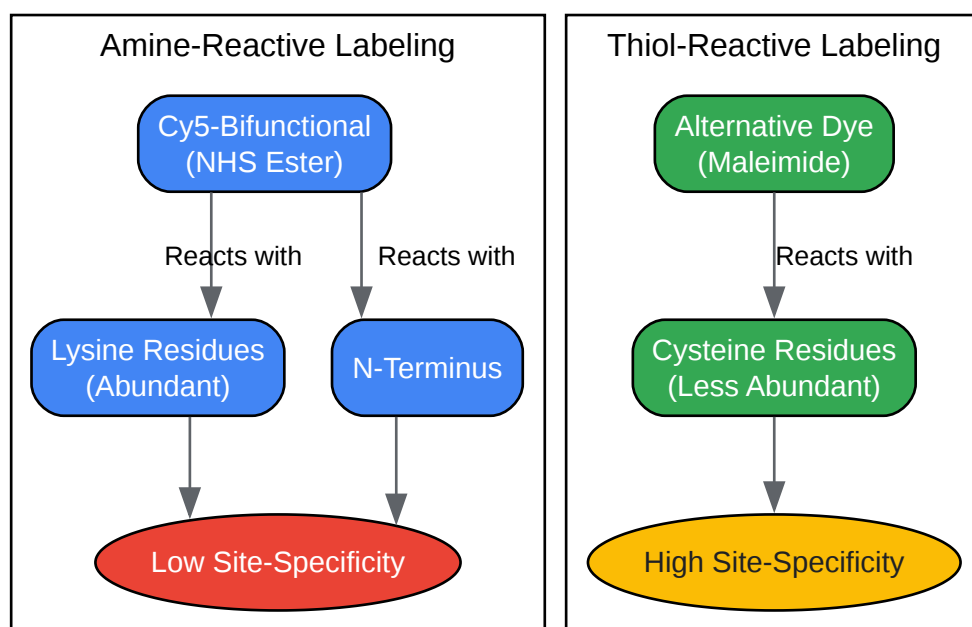 Amine-Reactive Labeling
Cy5-Bifunctional
(NHS Ester)
Reacts with
Reacts with
Lysine Residues
(Abundant)
N-Terminus
Low Site-Specificity
Thiol-Reactive Labeling
Alternative Dye
(Maleimide)
Reacts with
Cysteine Residues
(Less Abundant)
High Site-Specificity